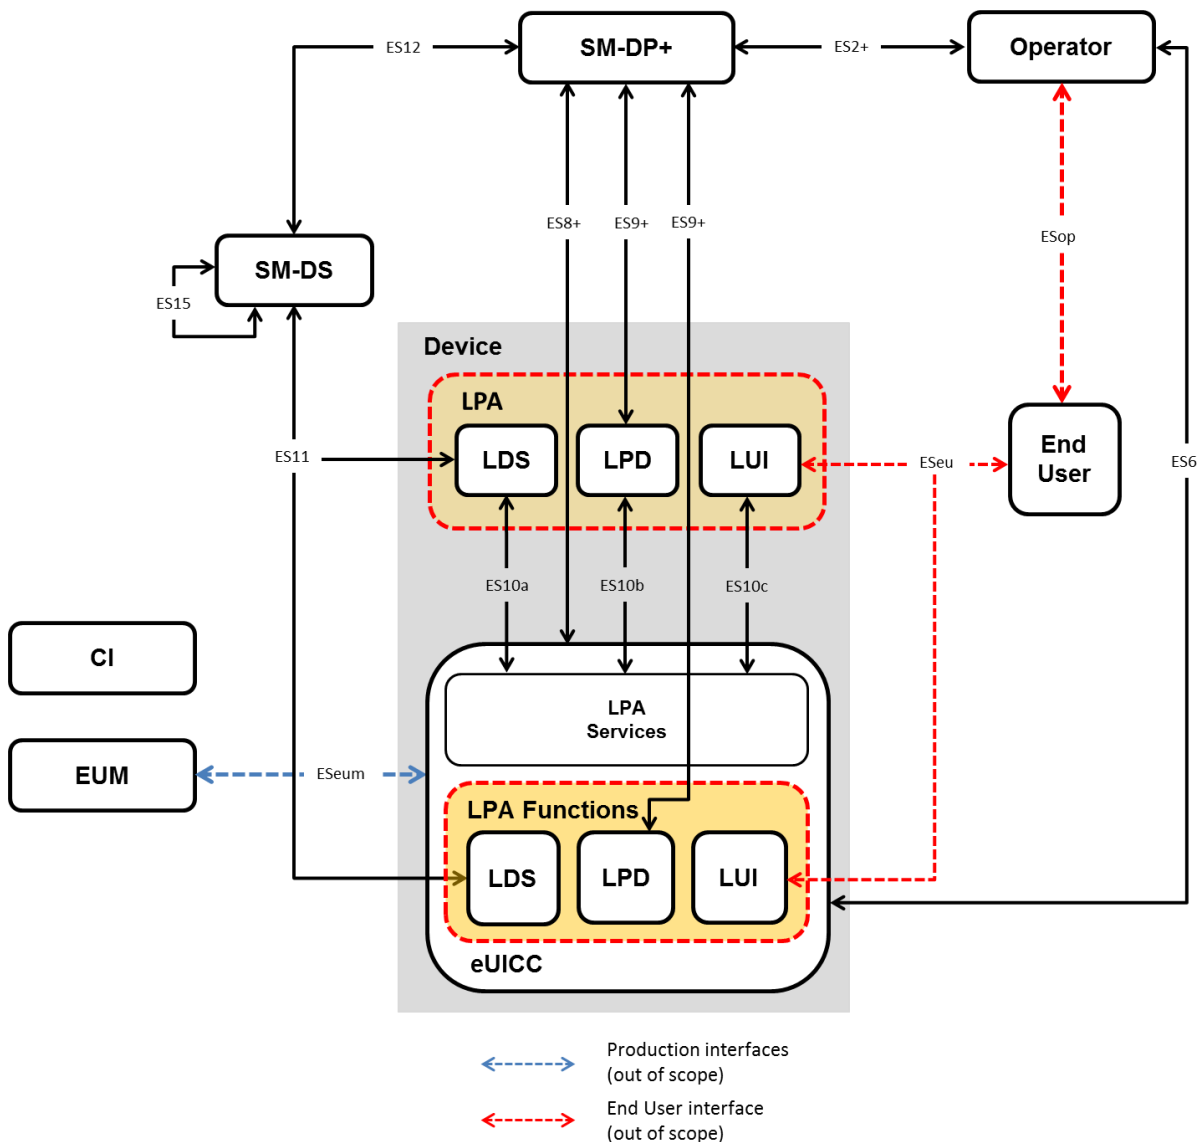 ES12
SM-DP+
ES2+
Operator
ES8+
ES9+
ES9+
ESop
SM-DS
ES15
Device
LPA
LDS
LPD
LUI
ES11
ESeu
End
User
ES6
ES10a
ES10b
ES10c
CI
LPA
Services
EUM
ESeum
LPA Functions
LDS
LPD
LUI
eUICC
Production interfaces
(out of scope)
End User interface
(out of scope)